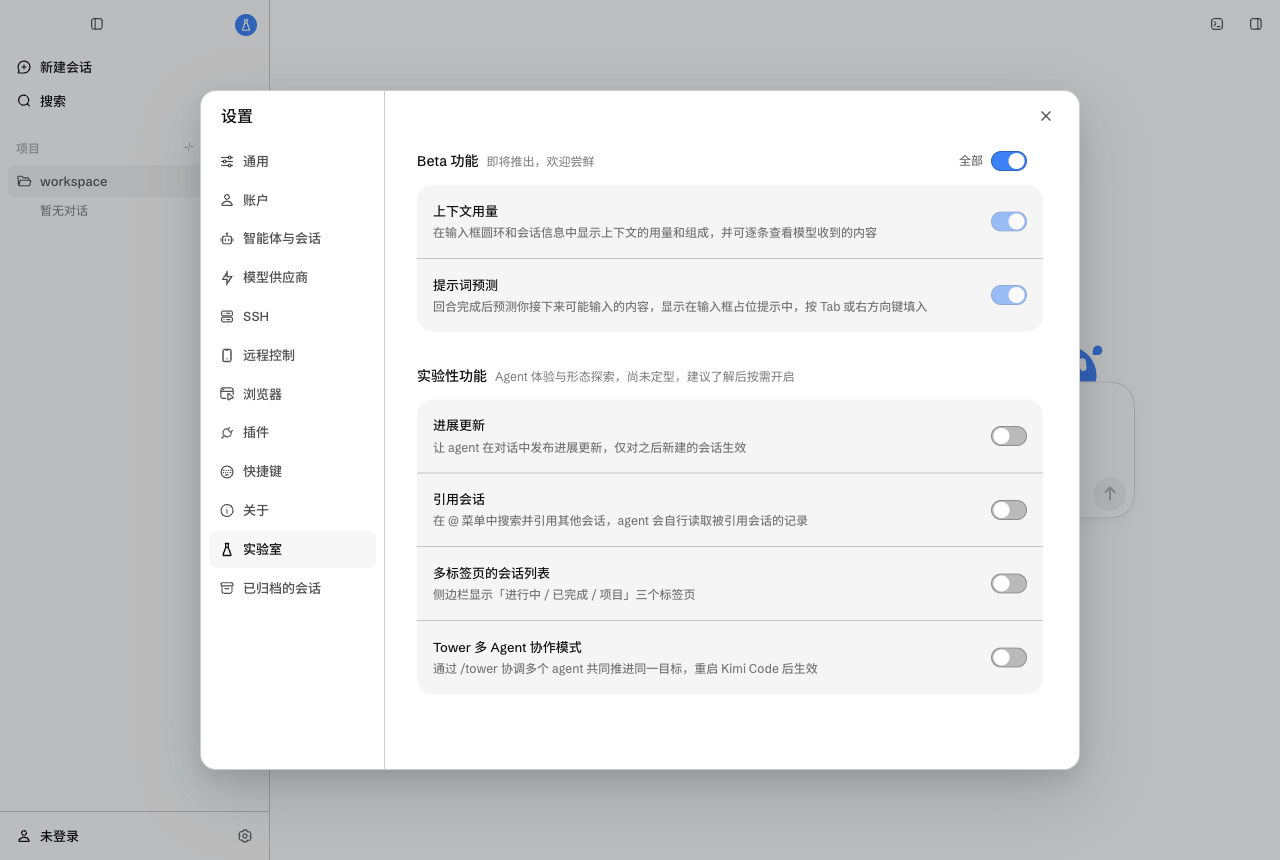 新建会话
搜索
项目
workspace
暂无对话
未登录
设置
通用
账户
智能体与会话
模型供应商
SSH
远程控制
浏览器
插件
快捷键
关于
实验室
已归档的会话
Beta 功能 即将推出，欢迎尝鲜 全部
上下文用量
在输入框圆环和会话信息中显示上下文的用量和组成，并可逐条查看模型收到的内容
提示词预测
回合完成后预测你接下来可能输入的内容，显示在输入框占位提示中，按 Tab 或右方向键填入
实验性功能 Agent 体验与形态探索，尚未定型，建议了解后按需开启
进展更新
让 agent 在对话中发布进展更新，仅对之后新建的会话生效
引用会话
在 @ 菜单中搜索并引用其他会话，agent 会自行读取被引用会话的记录
多标签页的会话列表
侧边栏显示「进行中 / 已完成 / 项目」三个标签页
Tower 多 Agent 协作模式
通过 /tower 协调多个 agent 共同推进同一目标，重启 Kimi Code 后生效